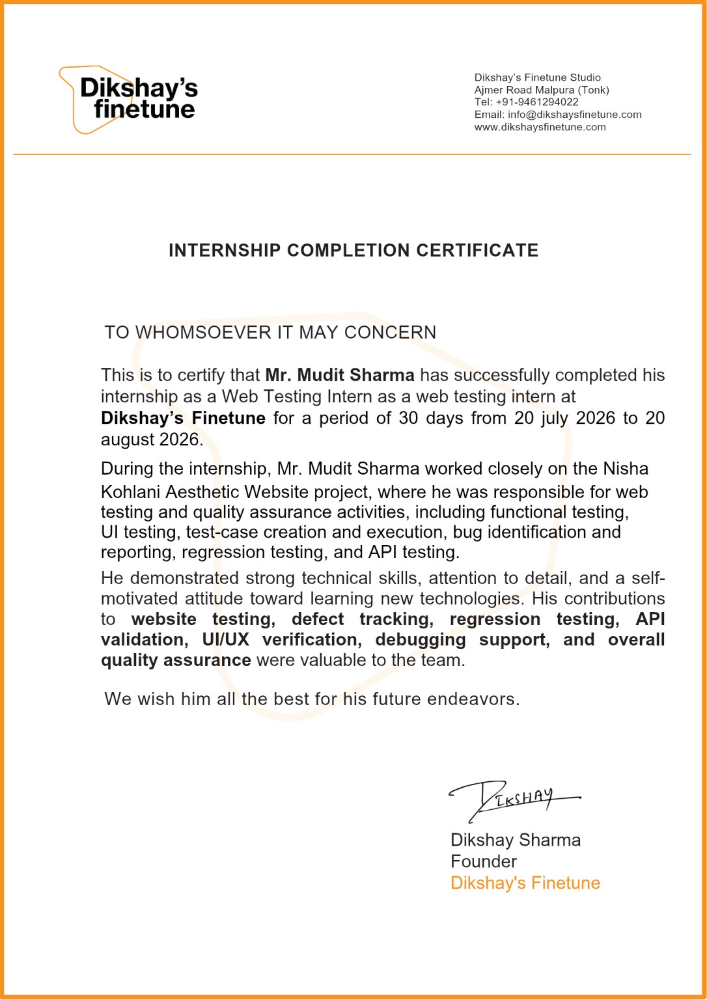 Dikshay's
finetune
Dikshay’s Finetune Studio
Ajmer Road Malpura (Tonk)
Tel: +91-9461294022
Email: info@dikshaysfinetune.com
www.dikshaysfinetune.com
INTERNSHIP COMPLETION CERTIFICATE
TO WHOMSOEVER IT MAY CONCERN
This is to certify that Mr. Mudit Sharma has successfully completed his
internship as a Web Testing Intern as a web testing intern at
Dikshay’s Finetune for a period of 30 days from 20 july 2026 to 20
august 2026.
During the internship, Mr. Mudit Sharma worked closely on the Nisha
Kohlani Aesthetic Website project, where he was responsible for web
testing and quality assurance activities, including functional testing,
UI testing, test-case creation and execution, bug identification and
reporting, regression testing, and API testing.
He demonstrated strong technical skills, attention to detail, and a self-
motivated attitude toward learning new technologies. His contributions
to website testing, defect tracking, regression testing, API
validation, UI/UX verification, debugging support, and overall
quality assurance were valuable to the team.
We wish him all the best for his future endeavors.
DIKSHAY
Dikshay Sharma
Founder
Dikshay's Finetune